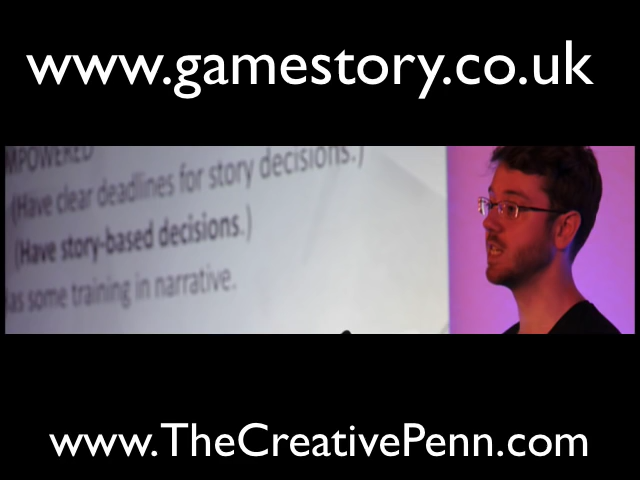 www.gamestory.co.uk
MPOWERED
(Have clear deadlines for story decisions.)
(Have story-based decisions.)
as some training in narrative.
www.TheCreativePenn.com